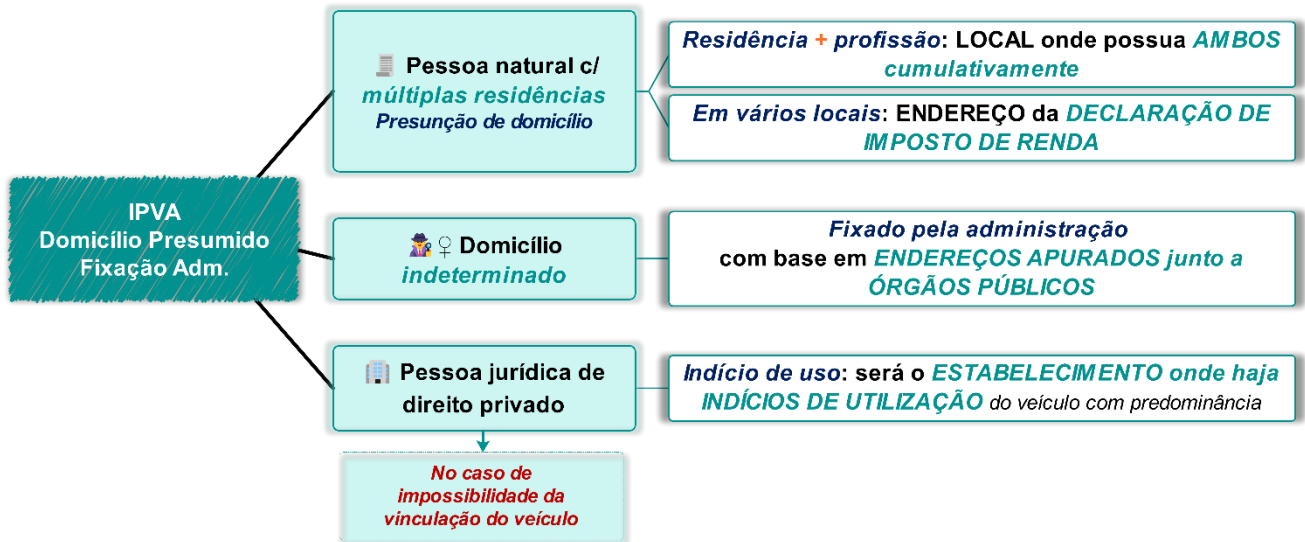 IPVA
Domicílio Presumido
Fixação Adm.
Pessoa natural c/
múltiplas residências
Presunção de domicílio
Residência + profissão: LOCAL onde possua AMBOS
cumulativamente
Em vários locais: ENDEREÇO da DECLARAÇÃO DE
IMPOSTO DE RENDA
♀ Domicílio
indeterminado
Fixado pela administração
com base em ENDEREÇOS APURADOS junto a
ÓRGÃOS PÚBLICOS
Pessoa jurídica de
direito privado
Indício de uso: será o ESTABELECIMENTO onde haja
INDÍCIOS DE UTILIZAÇÃO do veículo com predominância
No caso de
impossibilidade da
vinculação do veículo